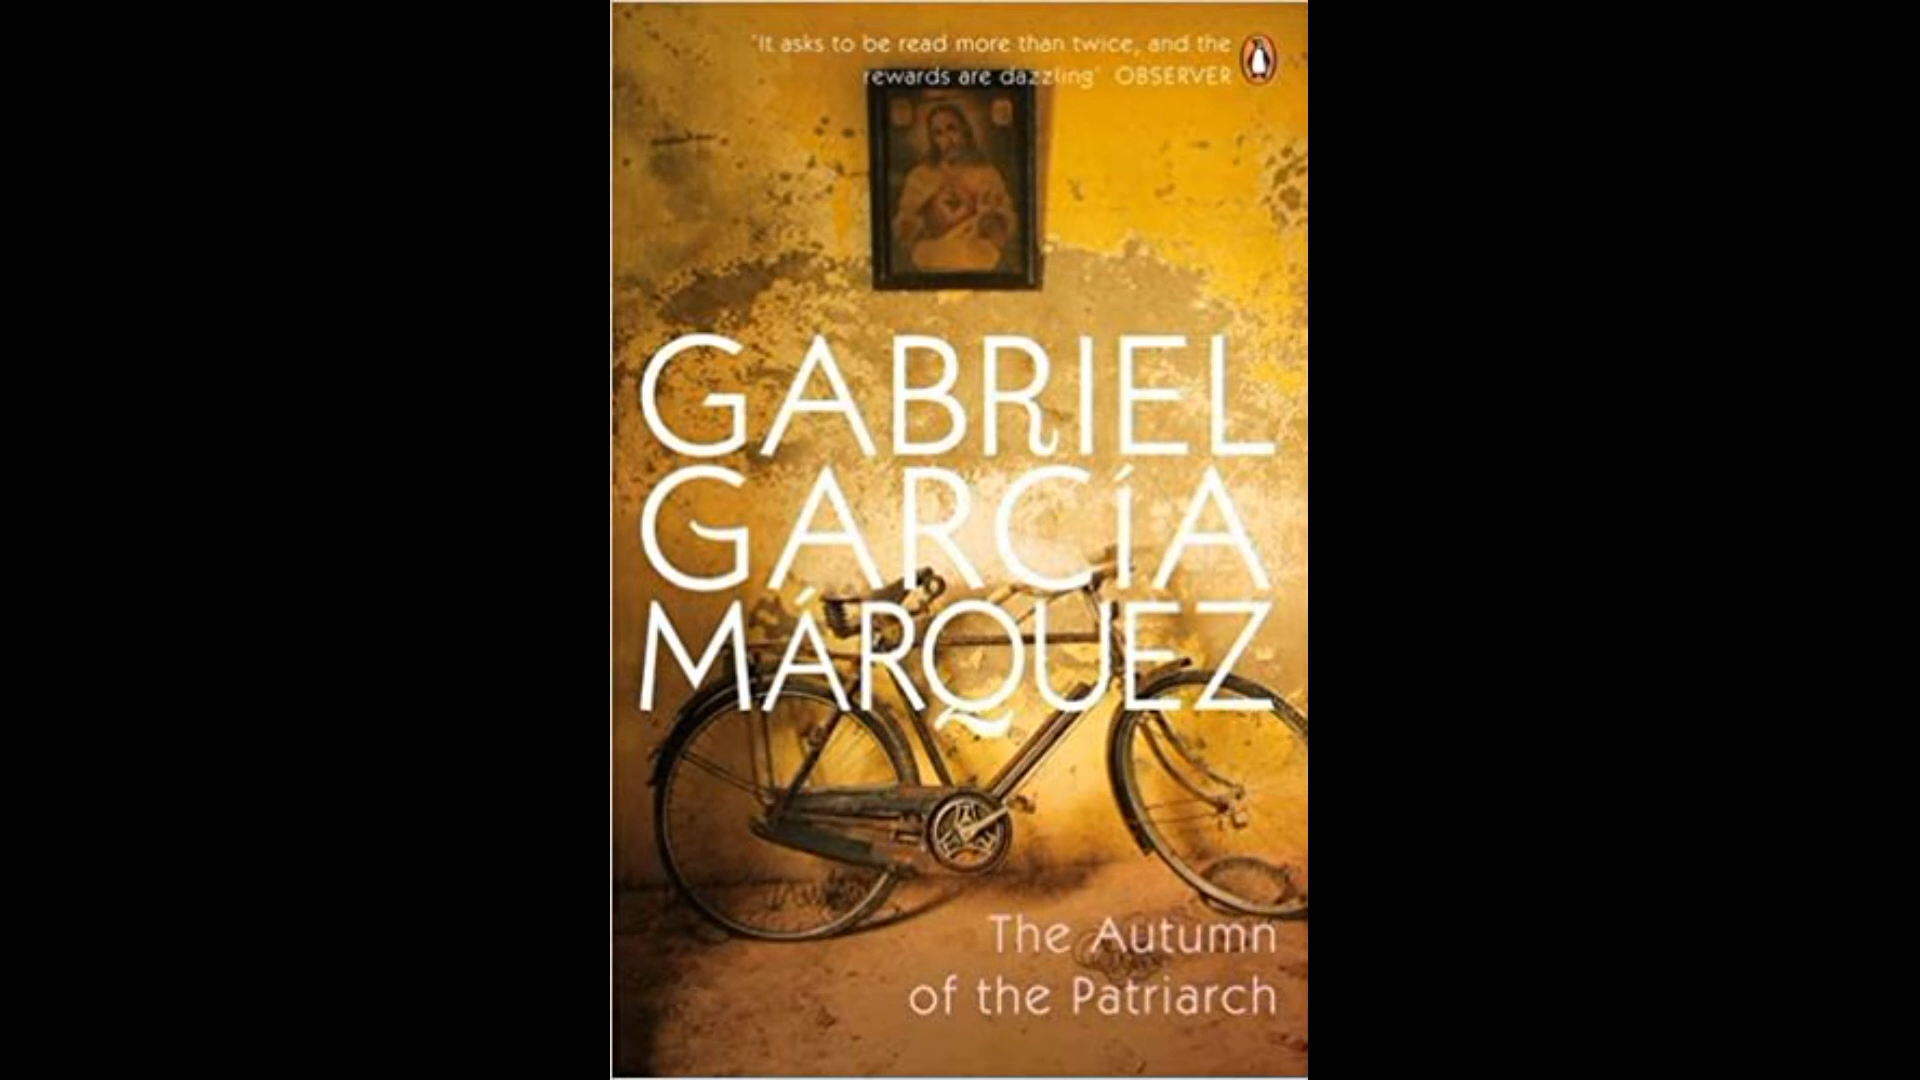 'It asks to be read more than twice, and the
rewards are dazzling' OBSERVER
GABRIEL
GARCÍA
MÁRQUEZ
The Autumn
of the Patriarch